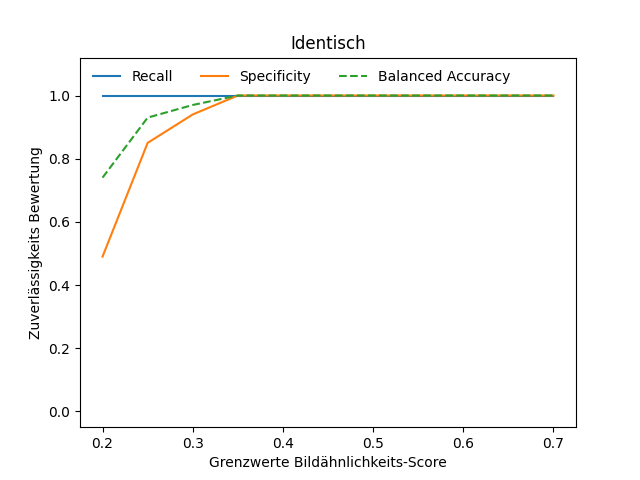 Identisch
Recall Specificity Balanced Accuracy
1.0
0.8
0.6
0.4
0.2
0.0
Zuverlässigkeits Bewertung
0.2 0.3 0.4 0.5 0.6 0.7
Grenzwerte Bildähnlichkeits-Score